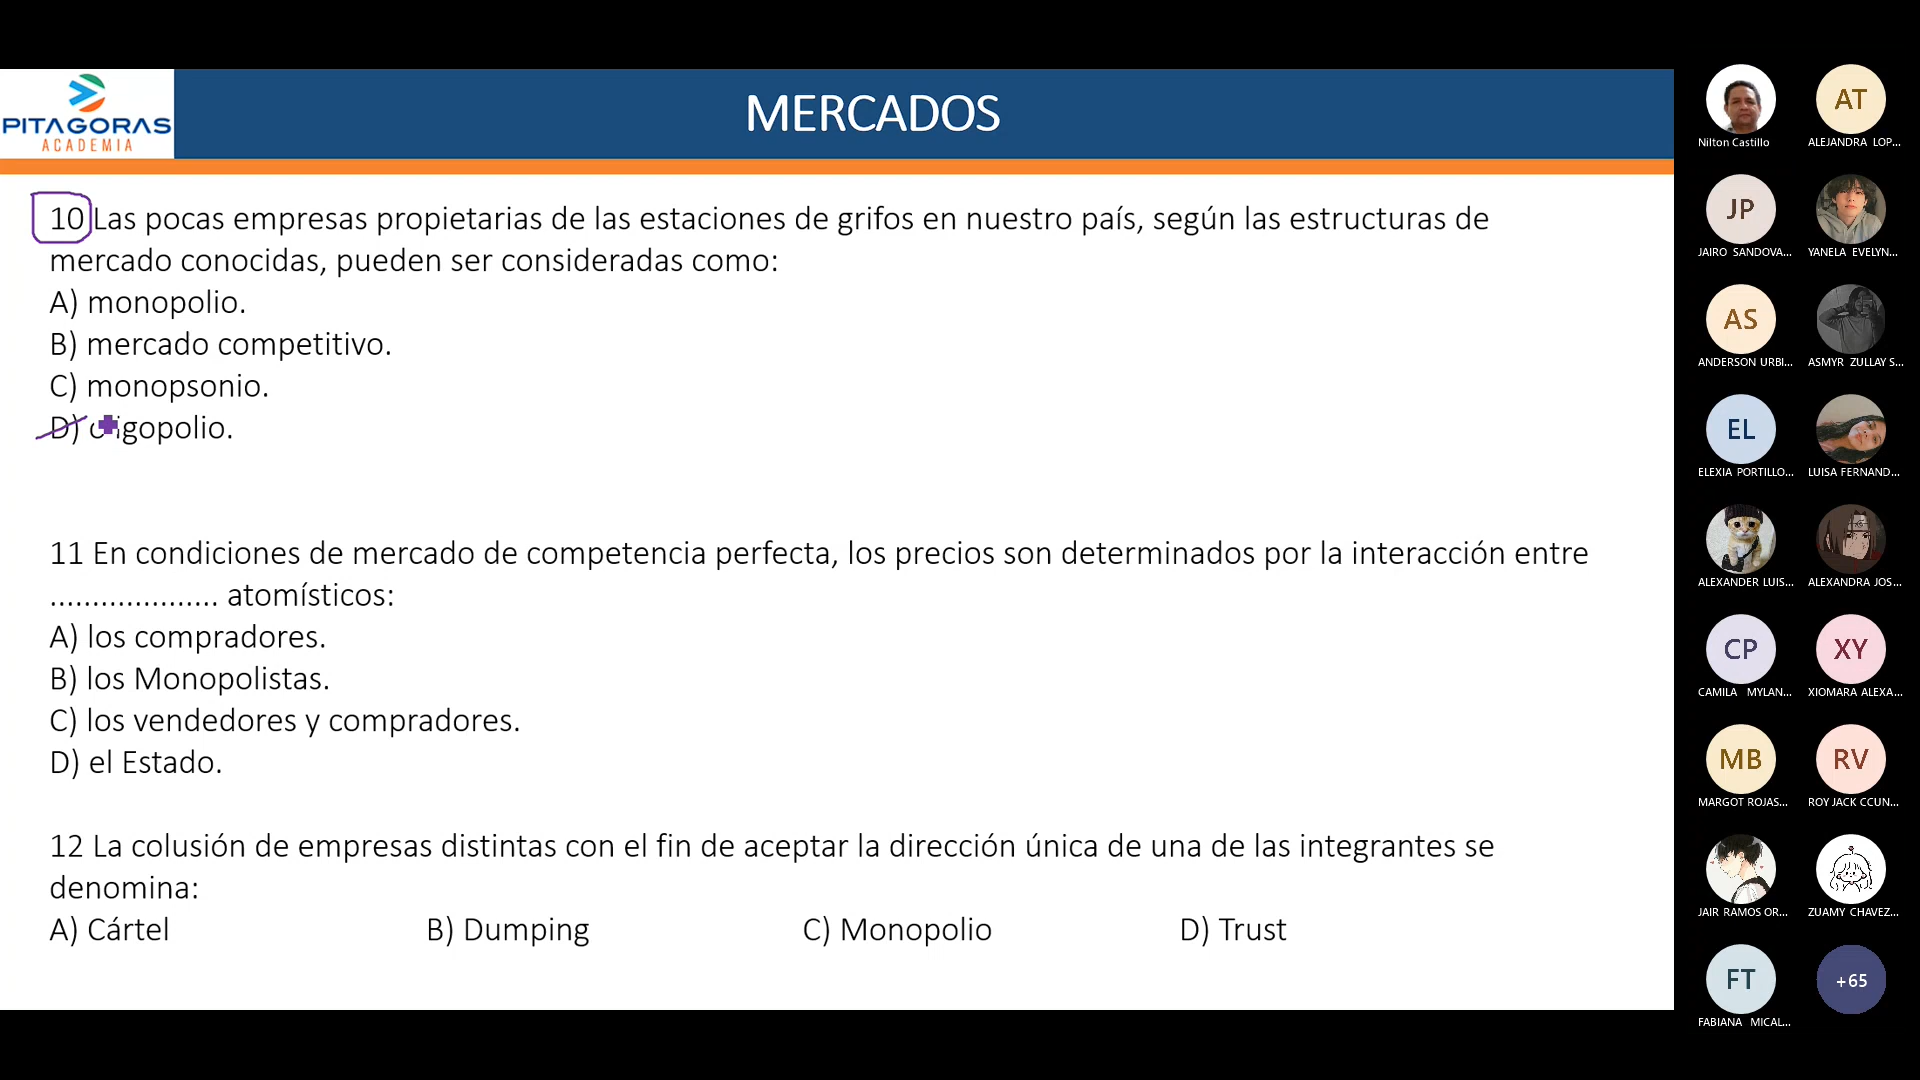 PITAGORAS
ACADEMIA
MERCADOS
10 Las pocas empresas propietarias de las estaciones de grifos en nuestro país, según las estructuras de
mercado conocidas, pueden ser consideradas como:
A) monopolio.
B) mercado competitivo.
C) monopsonio.
D) oligopolio.
11 En condiciones de mercado de competencia perfecta, los precios son determinados por la interacción entre
.................... atomísticos:
A) los compradores.
B) los Monopolistas.
C) los vendedores y compradores.
D) el Estado.
12 La colusión de empresas distintas con el fin de aceptar la dirección única de una de las integrantes se
denomina:
A) Cártel B) Dumping C) Monopolio D) Trust
Nilton Castillo
AT
ALEJANDRA LOP...
JP
JAIRO SANDOVA...
YANELA EVELYN...
AS
ANDERSON URBI...
ASMYR ZULLAY S...
EL
ELEXIA PORTILLO...
LUISA FERNAND...
ALEXANDER LUIS...
ALEXANDRA JOS...
CP
CAMILA MYLAN...
XY
XIOMARA ALEXA...
MB
MARGOT ROJAS...
RV
ROY JACK CCUN...
JAIR RAMOS OR...
ZUAMY CHAVEZ...
FT
FABIANA MICAL...
+65